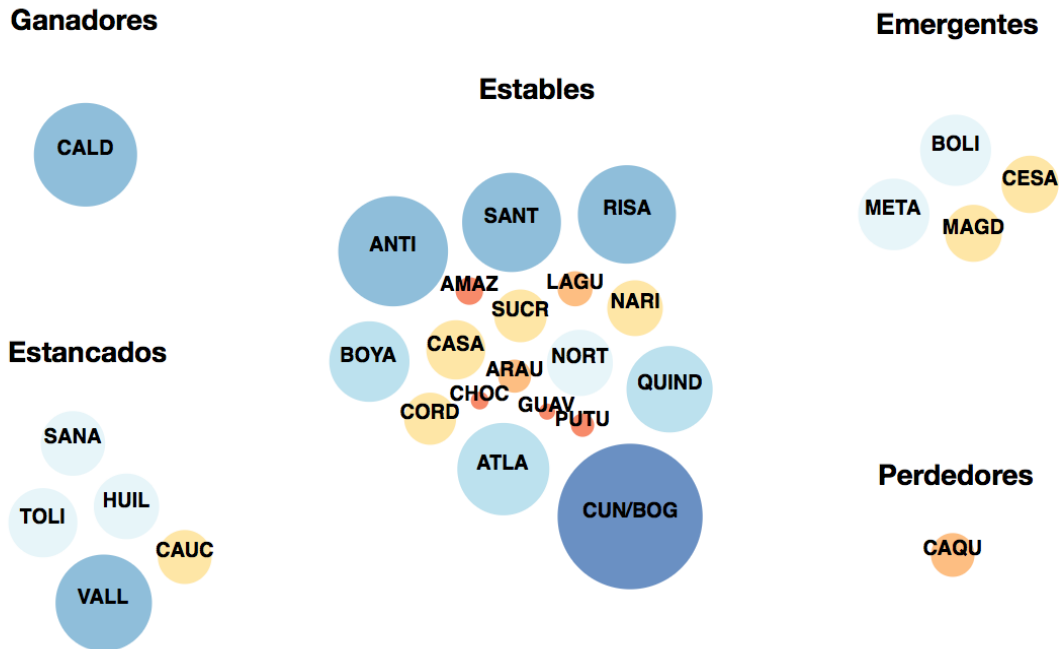 Ganadores
CALD
Estancados
SANA
HUIL
TOLI
CAUC
VALL
Estables
RISA
SANT
ANTI
AMAZ
LAGU
NARI
SUCR
CASA
BOYA
NORT
ARAU
QUIND
CHOC
GUAV
CORD
PUTU
ATLA
CUN/BOG
Emergentes
BOLI
CESA
META
MAGD
Perdedores
CAQU